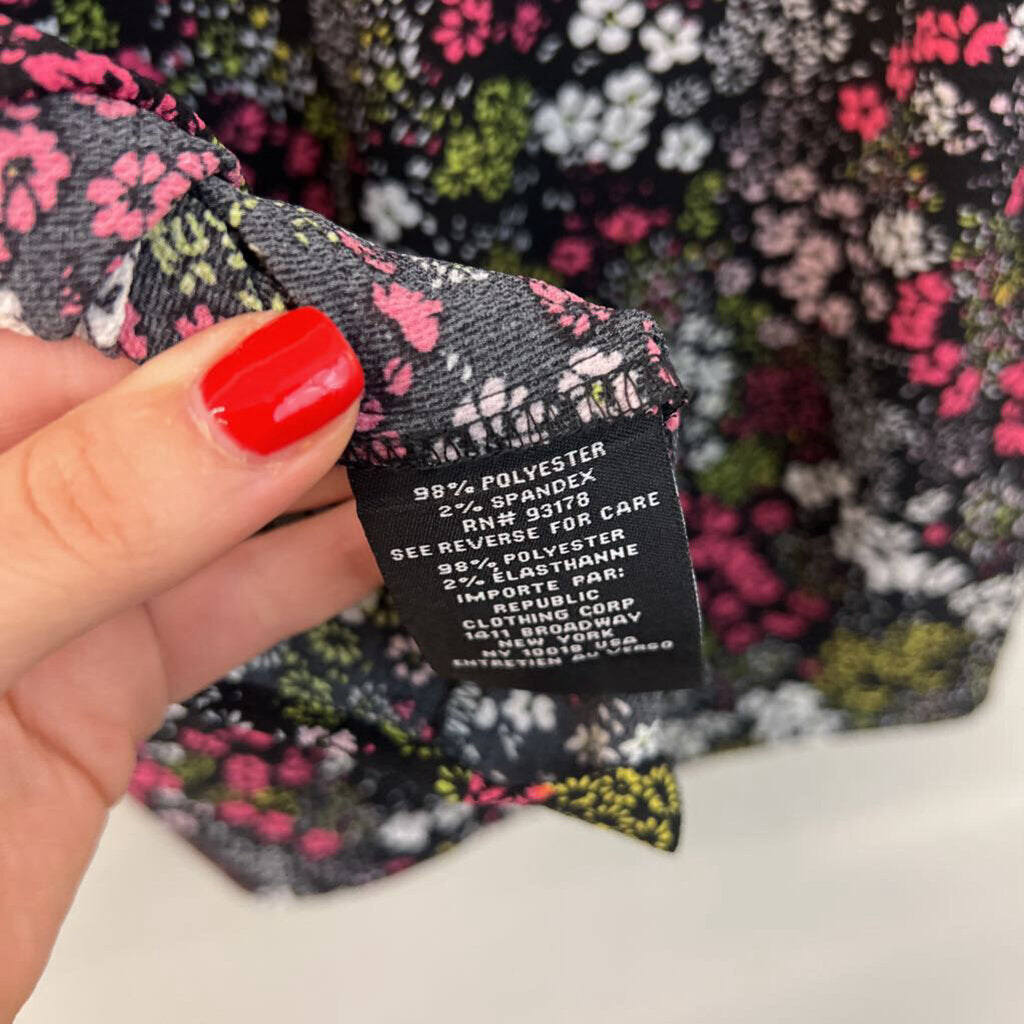 98% POLYESTER
2% SPANDEX
RN# 93178
SEE REVERSE FOR CARE
98% POLYESTER
2% ÉLASTHANNE
IMPORTE PAR:
REPUBLIC
CLOTHING CORP
1411 BROADWAY
NEW YORK
NY 10018 USA
ENTRETIEN AU VERSO